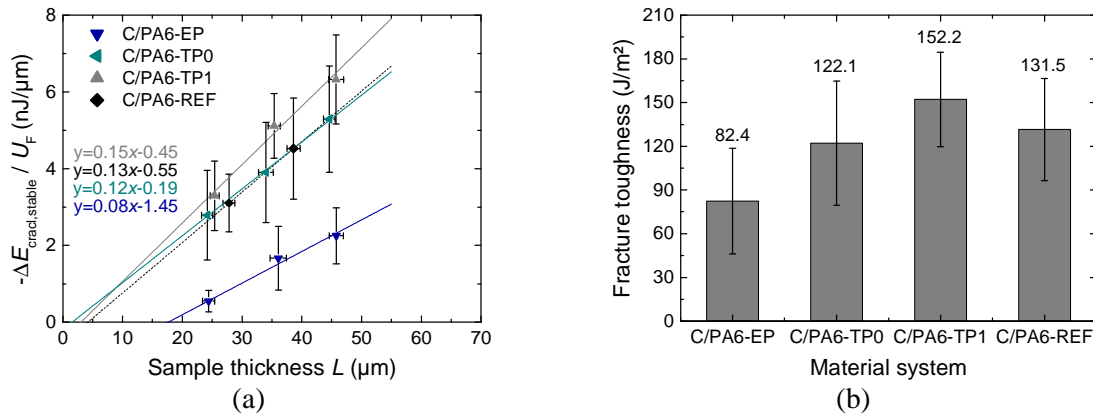 8
6
4
2
0
-ΔE_crad,stable / U_F (nJ/µm)
C/PA6-EP
C/PA6-TP0
C/PA6-TP1
C/PA6-REF
y=0.15x-0.45
y=0.13x-0.55
y=0.12x-0.19
y=0.08x-1.45
0 10 20 30 40 50 60 70
Sample thickness L (µm)
(a)
210
180
150
120
90
60
30
0
Fracture toughness (J/m²)
82.4
122.1
152.2
131.5
C/PA6-EP C/PA6-TP0 C/PA6-TP1 C/PA6-REF
Material system
(b)